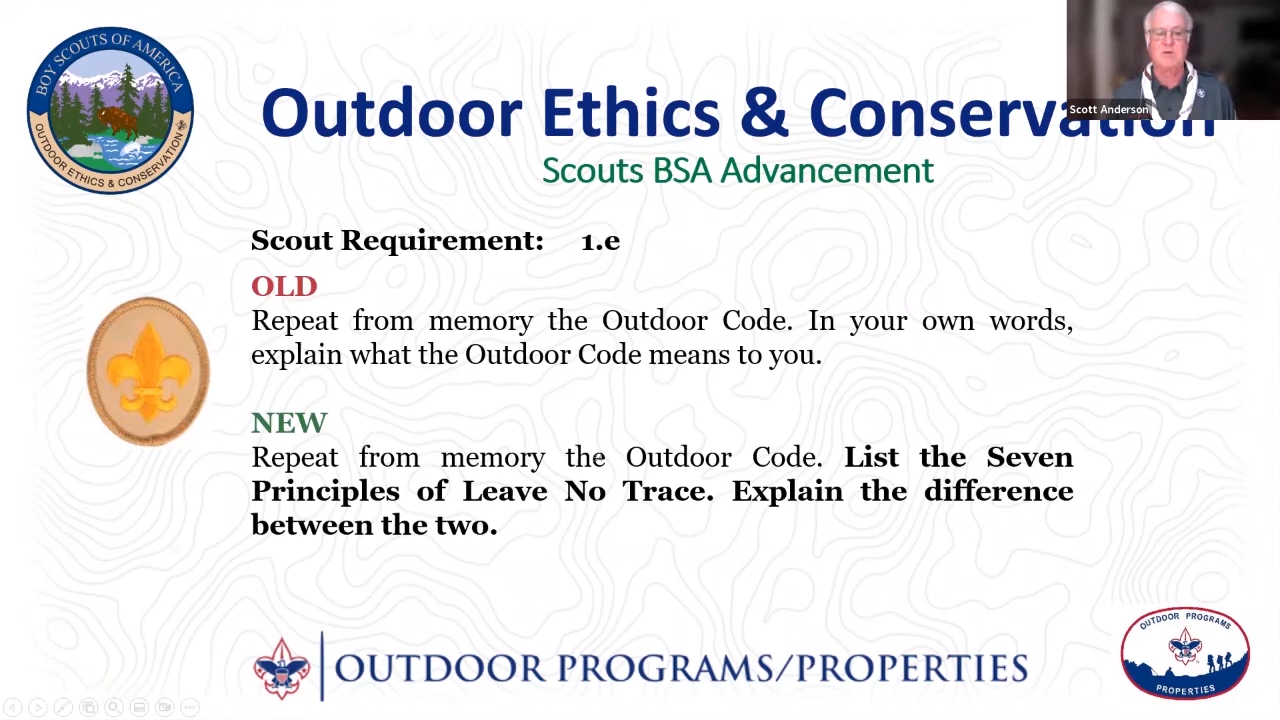 BOY SCOUTS OF AMERICA
OUTDOOR ETHICS & CONSERVATION
Outdoor Ethics & Conservation
Scott Anderson
Scouts BSA Advancement
Scout Requirement: 1.e
OLD
Repeat from memory the Outdoor Code. In your own words,
explain what the Outdoor Code means to you.
NEW
Repeat from memory the Outdoor Code. List the Seven
Principles of Leave No Trace. Explain the difference
between the two.
OUTDOOR PROGRAMS/PROPERTIES
OUTDOOR PROGRAMS
PROPERTIES